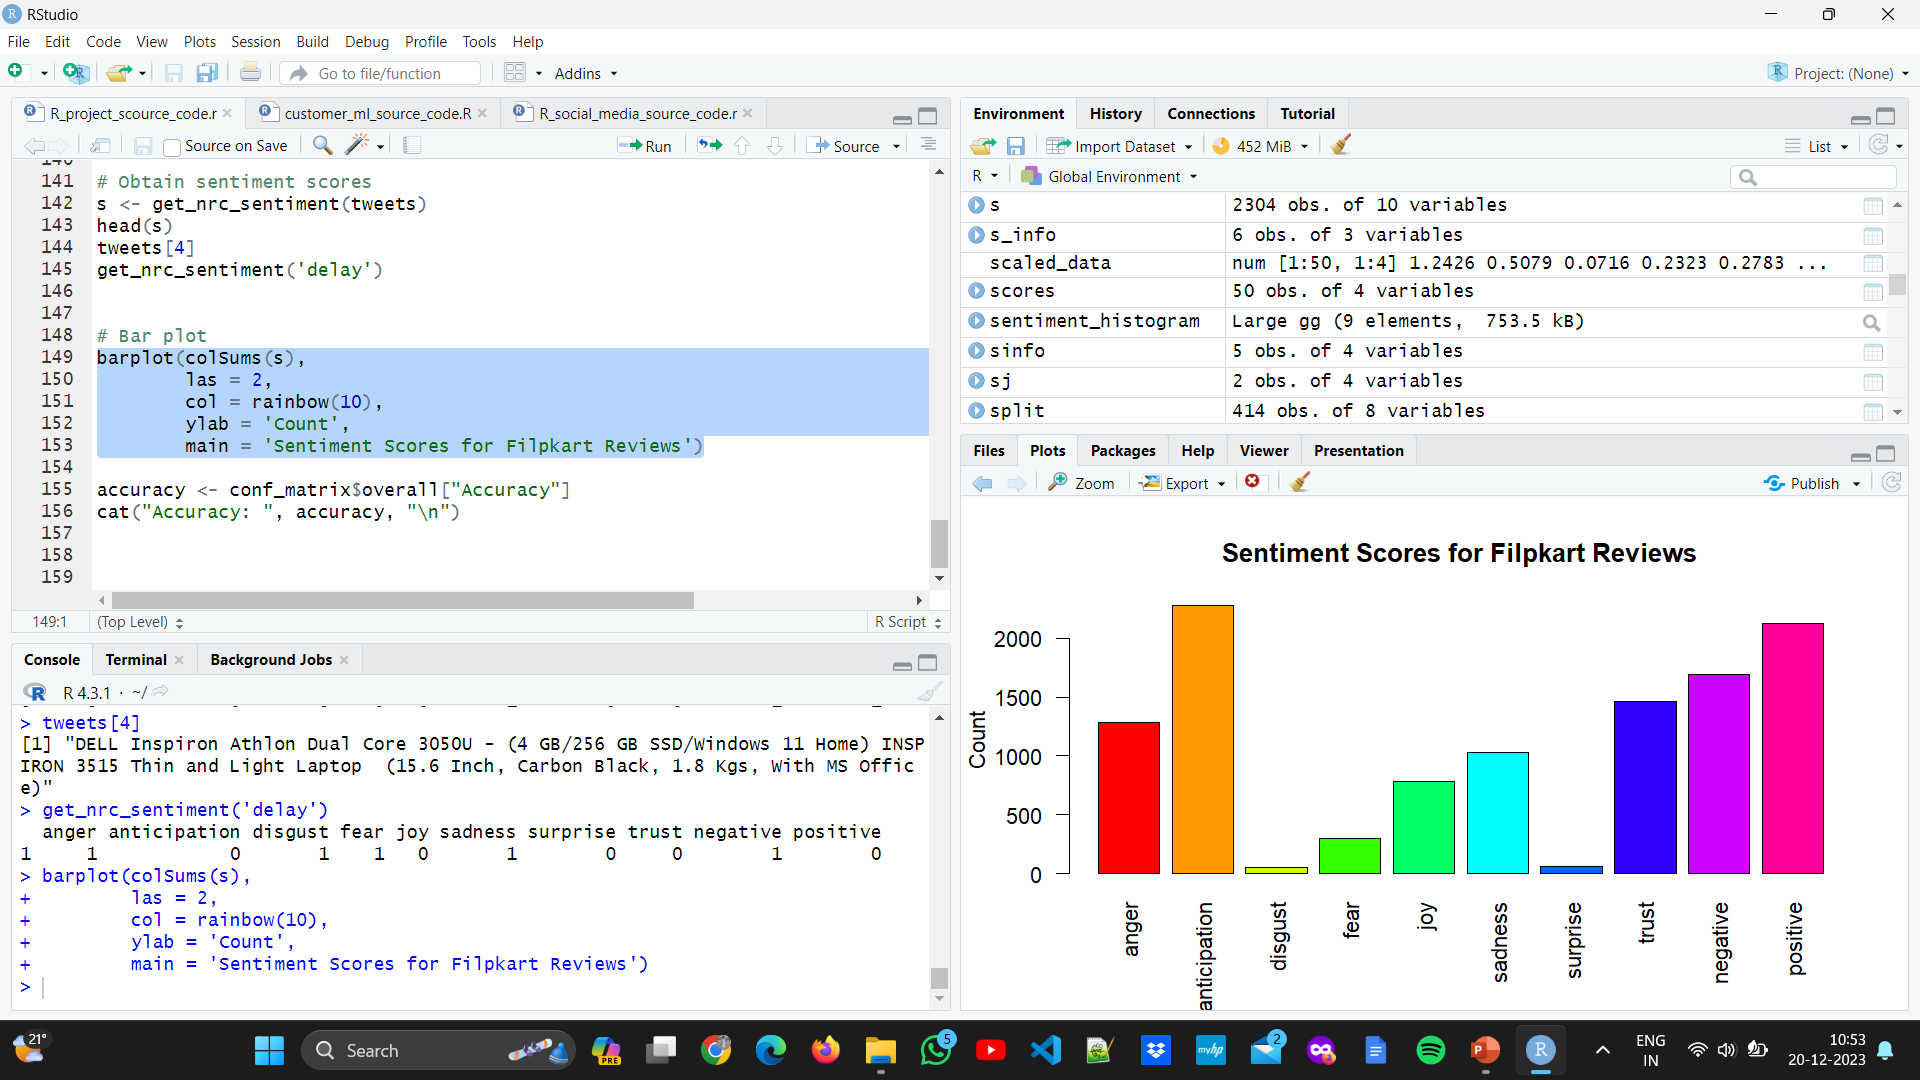 RStudio
File Edit Code View Plots Session Build Debug Profile Tools Help
Go to file/function Addins Project: (None)
R_project_scource_code.r customer_ml_source_code.R R_social_media_source_code.r
Source on Save Run Source
141 # Obtain sentiment scores
142 s <- get_nrc_sentiment(tweets)
143 head(s)
144 tweets[4]
145 get_nrc_sentiment('delay')
146
147
148 # Bar plot
149 barplot(colSums(s),
150 las = 2,
151 col = rainbow(10),
152 ylab = 'Count',
153 main = 'Sentiment Scores for Filpkart Reviews')
154
155 accuracy <- conf_matrix$overall["Accuracy"]
156 cat("Accuracy: ", accuracy, "\n")
157
158
159
149:1 (Top Level) R Script
Console Terminal Background Jobs
R 4.3.1 · ~/
> tweets[4]
[1] "DELL Inspiron Athlon Dual Core 3050U - (4 GB/256 GB SSD/Windows 11 Home) INSP
IRON 3515 Thin and Light Laptop (15.6 Inch, Carbon Black, 1.8 Kgs, With MS Offic
e)"
> get_nrc_sentiment('delay')
anger anticipation disgust fear joy sadness surprise trust negative positive
1 1 0 1 1 0 1 0 0 1 0
> barplot(colSums(s),
+ las = 2,
+ col = rainbow(10),
+ ylab = 'Count',
+ main = 'Sentiment Scores for Filpkart Reviews')
>
Environment History Connections Tutorial
Import Dataset 452 MiB List
R Global Environment
s 2304 obs. of 10 variables
s_info 6 obs. of 3 variables
scaled_data num [1:50, 1:4] 1.2426 0.5079 0.0716 0.2323 0.2783 ...
scores 50 obs. of 4 variables
sentiment_histogram Large gg (9 elements, 753.5 kB)
sinfo 5 obs. of 4 variables
sj 2 obs. of 4 variables
split 414 obs. of 8 variables
Files Plots Packages Help Viewer Presentation
Zoom Export Publish
Sentiment Scores for Filpkart Reviews
Count
2000
1500
1000
500
0
anger
anticipation
disgust
fear
joy
sadness
surprise
trust
negative
positive
21°
Search
PRE
5
myhp
2
ENG
IN
10:53
20-12-2023